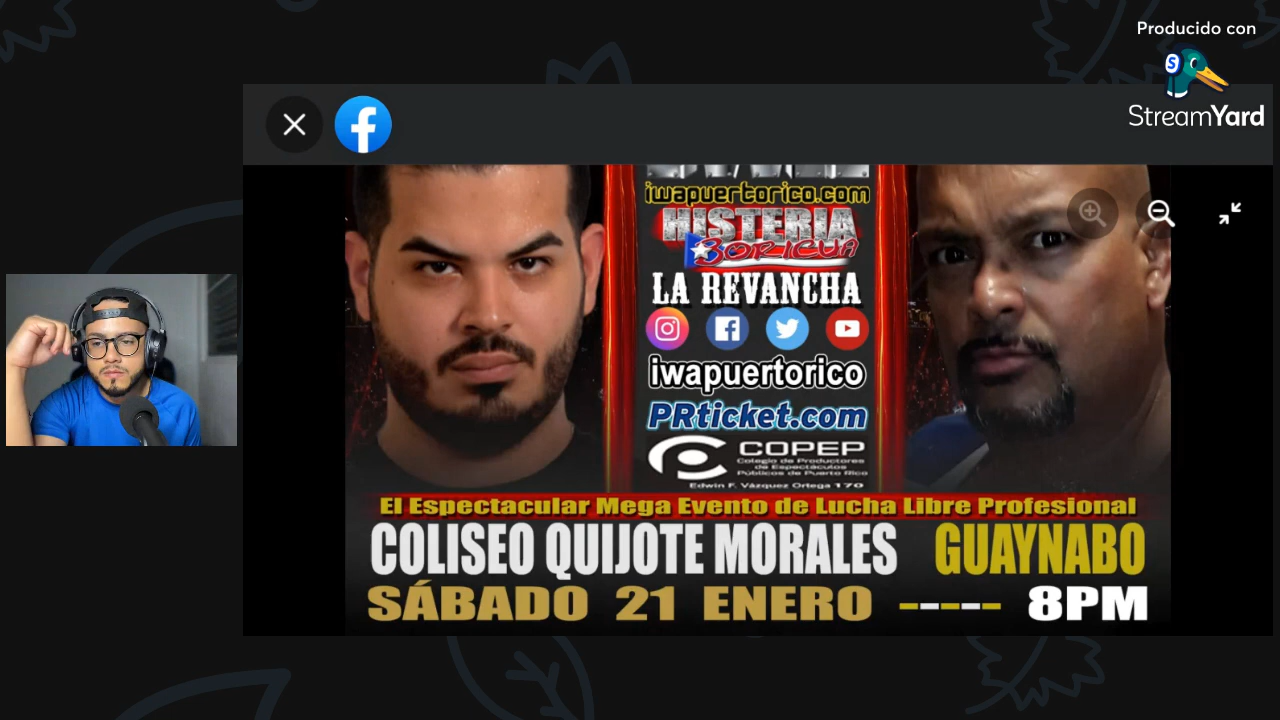 Producido con
StreamYard
iwapuertorico.com
HISTERIA
BORICUA
LA REVANCHA
iwapuertorico
PRticket.com
COPEP
Colegio de Productores
de Espectáculos
Públicos de Puerto Rico
Edwin F. Vázquez Ortega 170
El Espectacular Mega Evento de Lucha Libre Profesional
COLISEO QUIJOTE MORALES GUAYNABO
SÁBADO 21 ENERO ----- 8PM